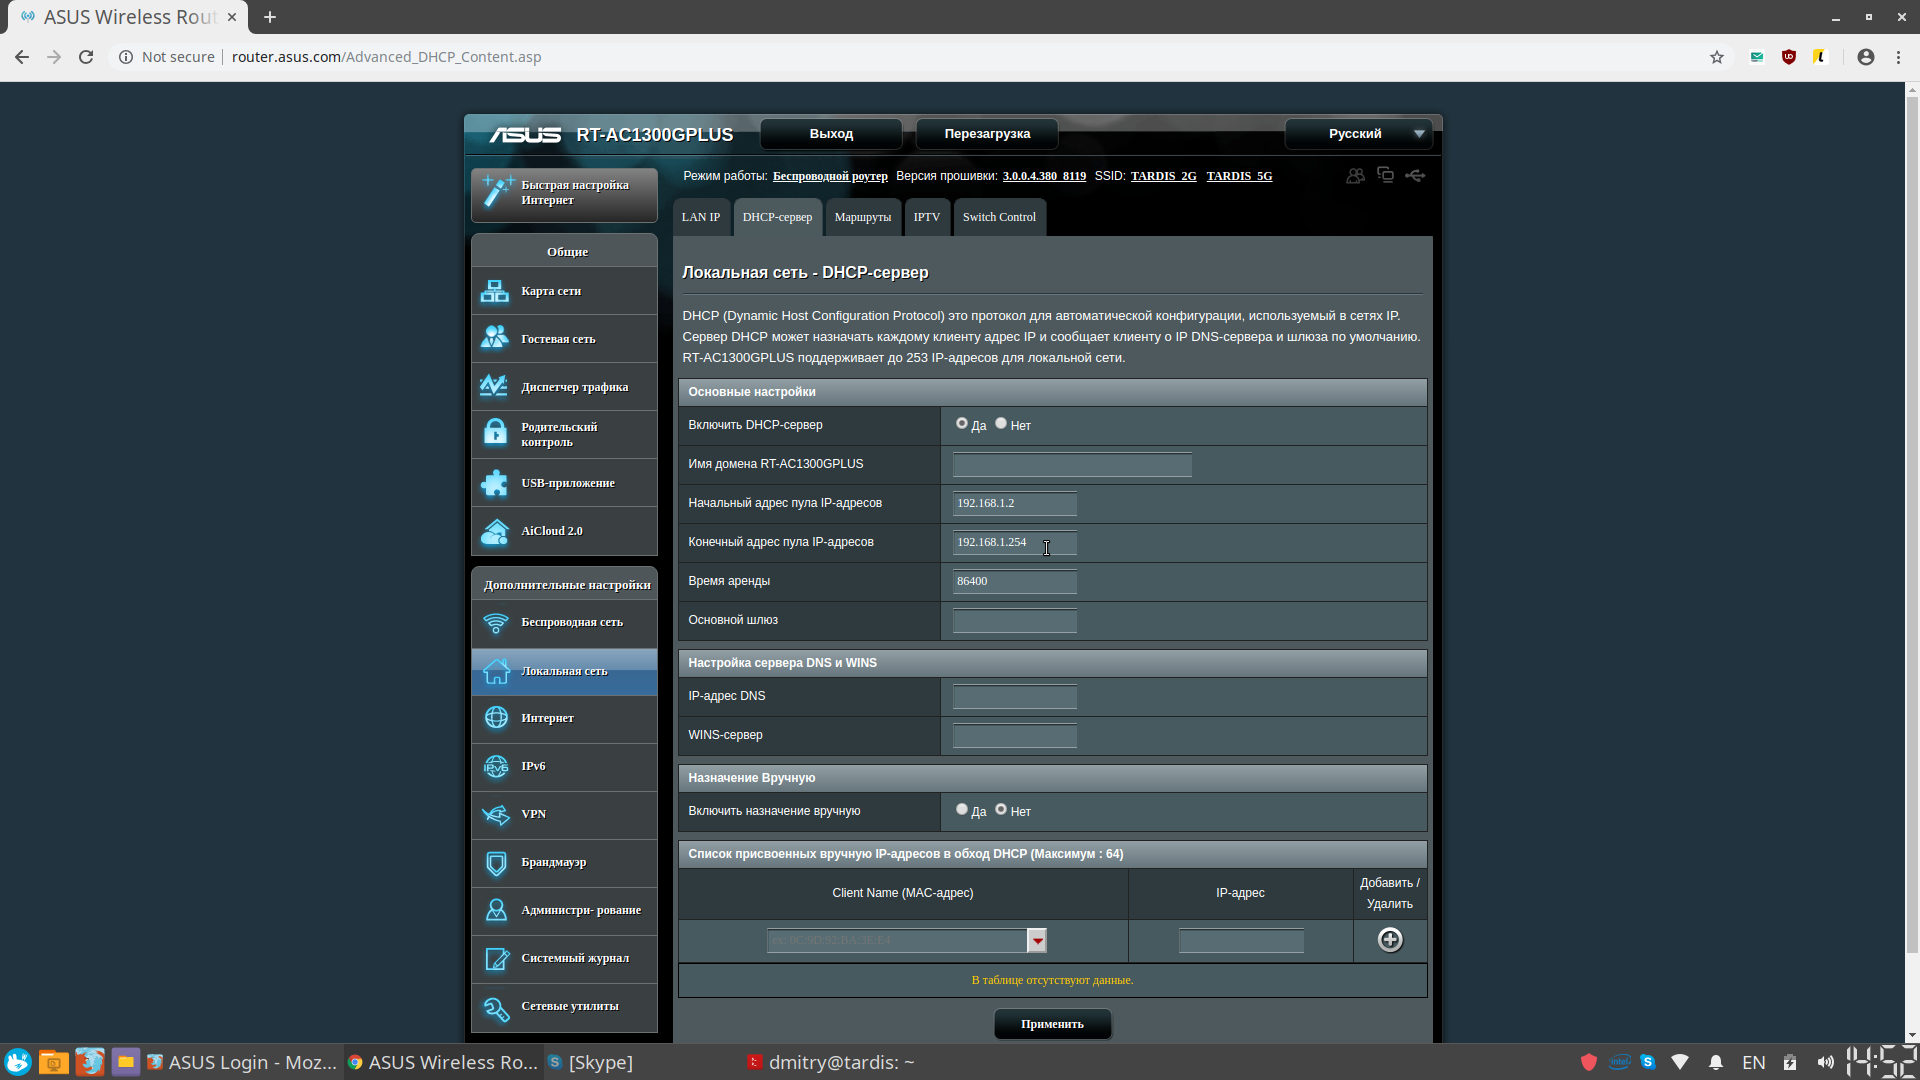 ASUS Wireless Rout
Not secure
router.asus.com/Advanced_DHCP_Content.asp
ASUS RT-AC1300GPLUS
Выход
Перезагрузка
Русский
Режим работы: Беспроводной роутер Версия прошивки: 3.0.0.4.380_8119 SSID: TARDIS_2G TARDIS_5G
Быстрая настройка
Интернет
Общие
Карта сети
Гостевая сеть
Диспетчер трафика
Родительский
контроль
USB-приложение
AiCloud 2.0
Дополнительные настройки
Беспроводная сеть
Локальная сеть
Интернет
IPv6
VPN
Брандмауэр
Администри- рование
Системный журнал
Сетевые утилиты
LAN IP
DHCP-сервер
Маршруты
IPTV
Switch Control
Локальная сеть - DHCP-сервер
DHCP (Dynamic Host Configuration Protocol) это протокол для автоматической конфигурации, используемый в сетях IP.
Сервер DHCP может назначать каждому клиенту адрес IP и сообщает клиенту о IP DNS-сервера и шлюза по умолчанию.
RT-AC1300GPLUS поддерживает до 253 IP-адресов для локальной сети.
Основные настройки
Включить DHCP-сервер Да Нет
Имя домена RT-AC1300GPLUS
Начальный адрес пула IP-адресов 192.168.1.2
Конечный адрес пула IP-адресов 192.168.1.254
Время аренды 86400
Основной шлюз
Настройка сервера DNS и WINS
IP-адрес DNS
WINS-сервер
Назначение Вручную
Включить назначение вручную Да Нет
Список присвоенных вручную IP-адресов в обход DHCP (Максимум : 64)
Client Name (MAC-адрес)
IP-адрес
Добавить /
Удалить
В таблице отсутствуют данные.
Применить
ASUS Login - Moz...
ASUS Wireless Ro...
[Skype]
dmitry@tardis: ~
EN
14:52